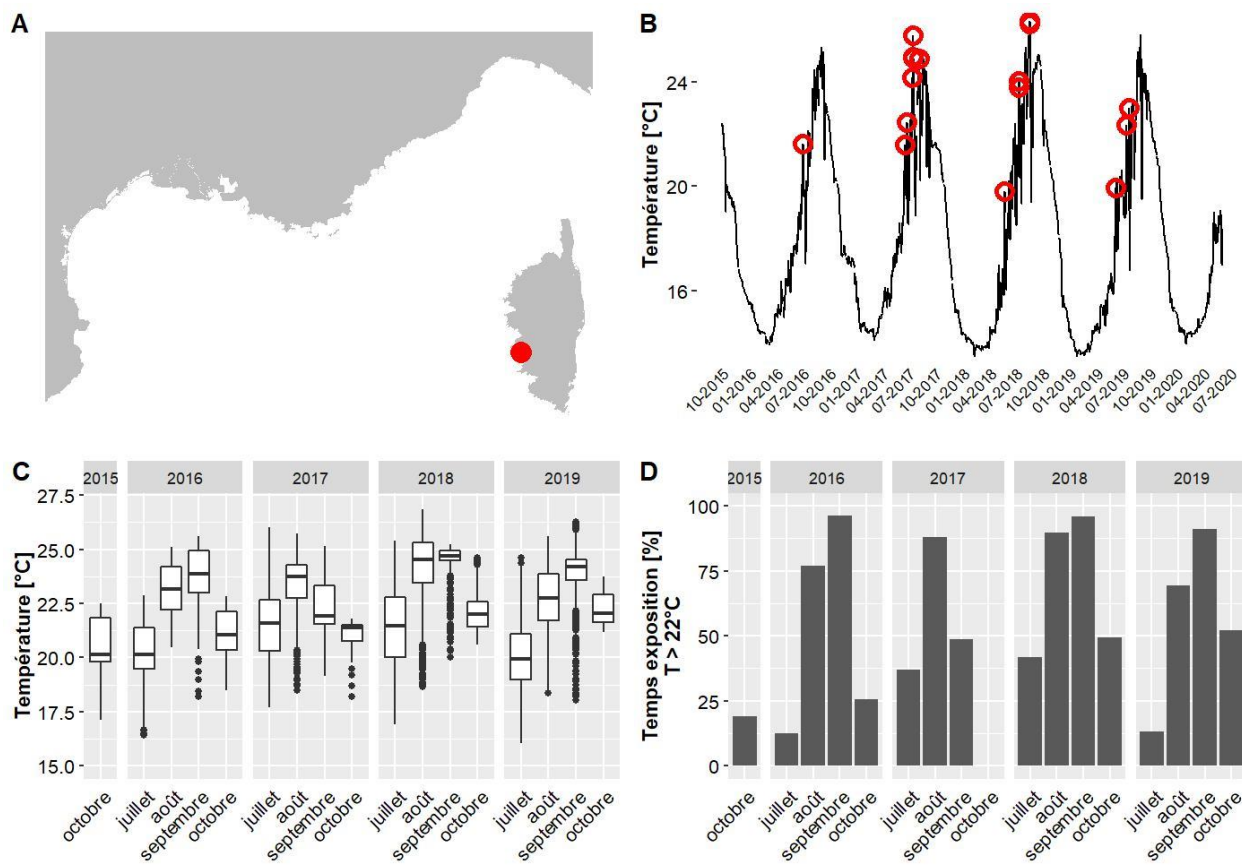 A
B
Température [°C]
24
20
16
10-2015
01-2016
04-2016
07-2016
10-2016
01-2017
04-2017
07-2017
10-2017
01-2018
04-2018
07-2018
10-2018
01-2019
04-2019
07-2019
10-2019
01-2020
04-2020
07-2020
C
2015
2016
2017
2018
2019
Température [°C]
27.5
25.0
22.5
20.0
17.5
15.0
octobre
juillet
août
septembre
octobre
juillet
août
septembre
octobre
juillet
août
septembre
octobre
juillet
août
septembre
octobre
D
2015
2016
2017
2018
2019
Temps exposition [%]
T > 22°C
100
75
50
25
0
octobre
juillet
août
septembre
octobre
juillet
août
septembre
octobre
juillet
août
septembre
octobre
juillet
août
septembre
octobre